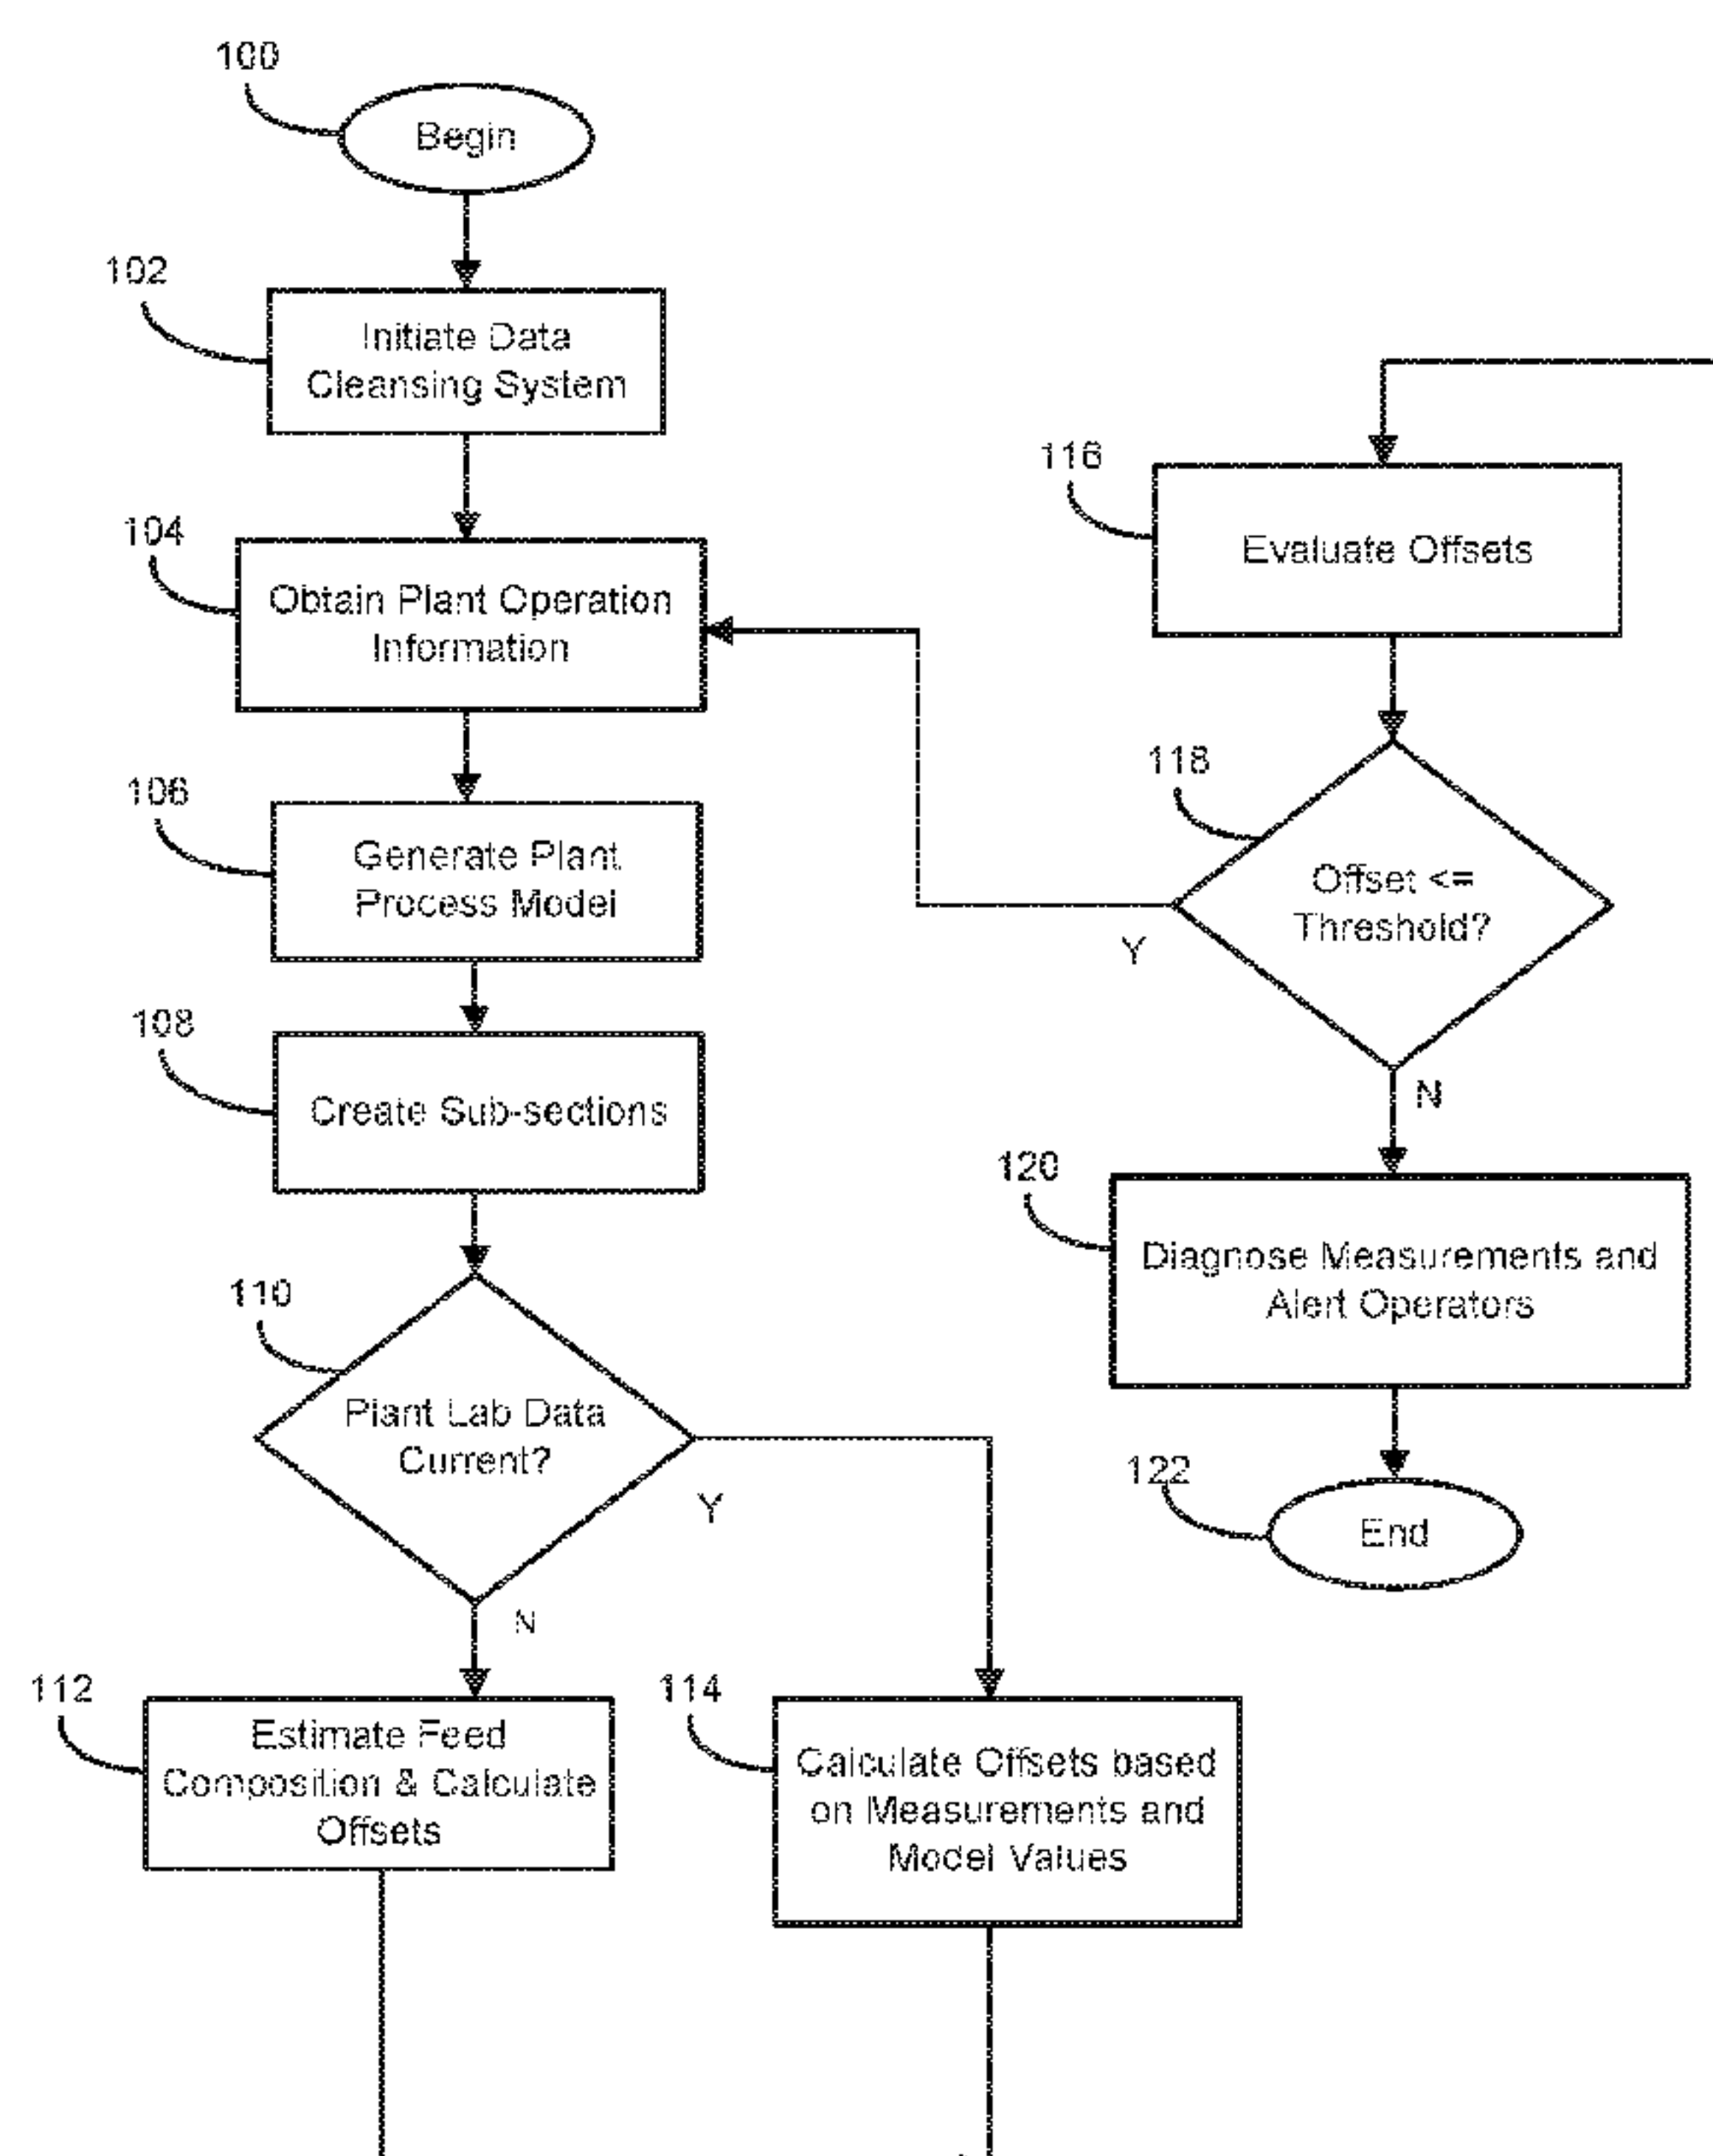 100
Begin
102
Initiate Data
Cleansing System
104
Obtain Plant Operation
Information
106
Generate Plant
Process Model
108
Create Sub-sections
110
Plant Lab Data
Current?
Y
N
112
Estimate Feed
Composition & Calculate
Offsets
114
Calculate Offsets based
on Measurements and
Model Values
116
Evaluate Offsets
118
Offset <=
Threshold?
Y
N
120
Diagnose Measurements and
Alert Operators
122
End